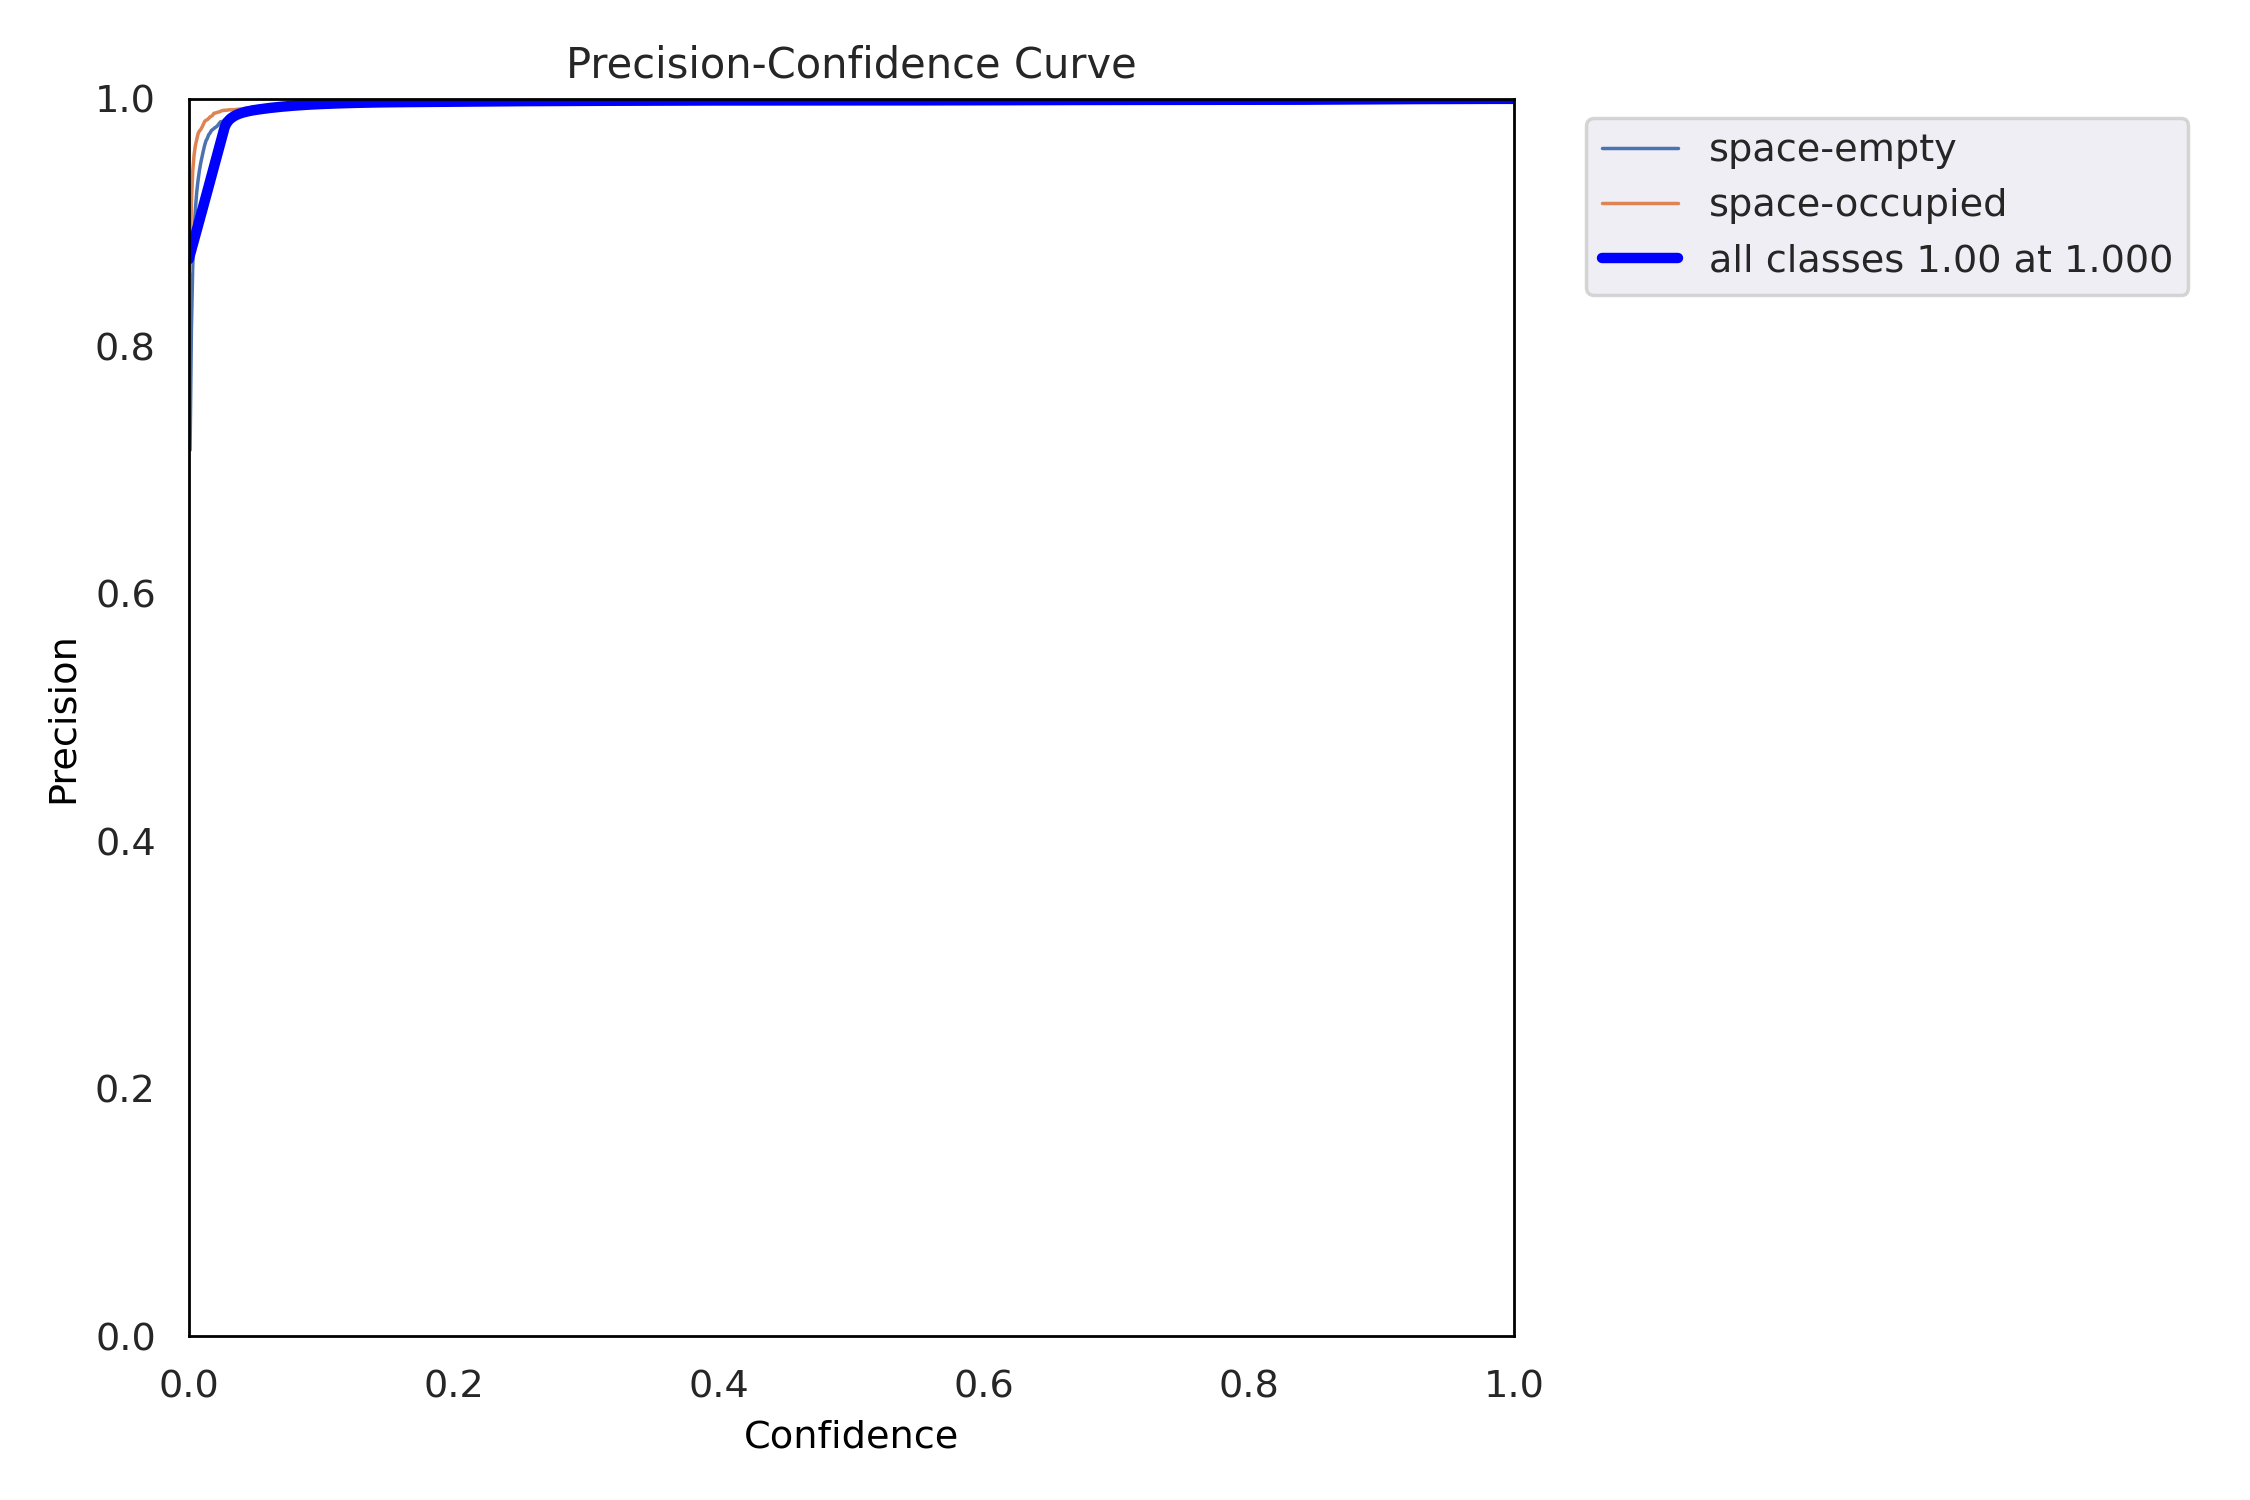 Precision-Confidence Curve
1.0
0.8
0.6
0.4
0.2
0.0
Precision
0.0 0.2 0.4 0.6 0.8 1.0
Confidence
space-empty
space-occupied
all classes 1.00 at 1.000